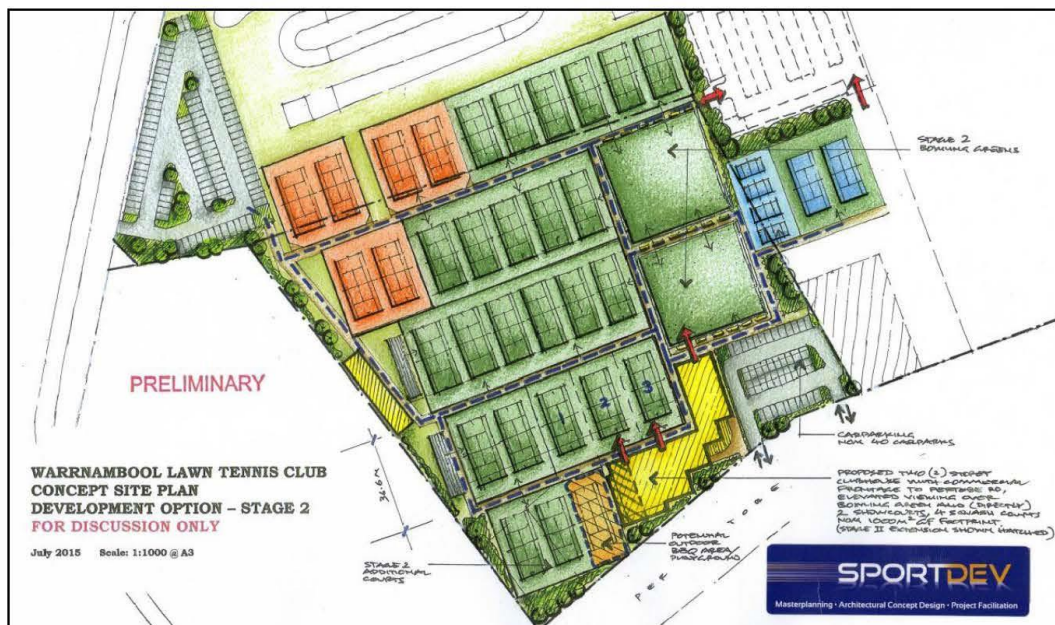 STAGE 2
BOWLING GREENS
1
2
3
PRELIMINARY
36.6 M
WARRNAMBOOL LAWN TENNIS CLUB
CONCEPT SITE PLAN
DEVELOPMENT OPTION – STAGE 2
FOR DISCUSSION ONLY
July 2015 Scale: 1:1000 @ A3
CARPARKING
NOM. 40 CARPARKS
PROPOSED TWO (2) STOREY
CLUBHOUSE WITH COMMERCIAL
FRONTAGE TO PERTOBE RD,
ELEVATED VIEWING OVER
BOWLING GREEN AND (DIRECTLY)
2 SHOWCOURTS, 4 SQUASH COURTS
NOM 1000M² GF FOOTPRINT
(STAGE II EXTENSION SHOWN HATCHED)
STAGE 2
ADDITIONAL
COURTS
POTENTIAL
OUTDOOR
BBQ AREA/
PLAYGROUND
PERTOBE
SPORTDEV
Masterplanning • Architectural Concept Design • Project Facilitation